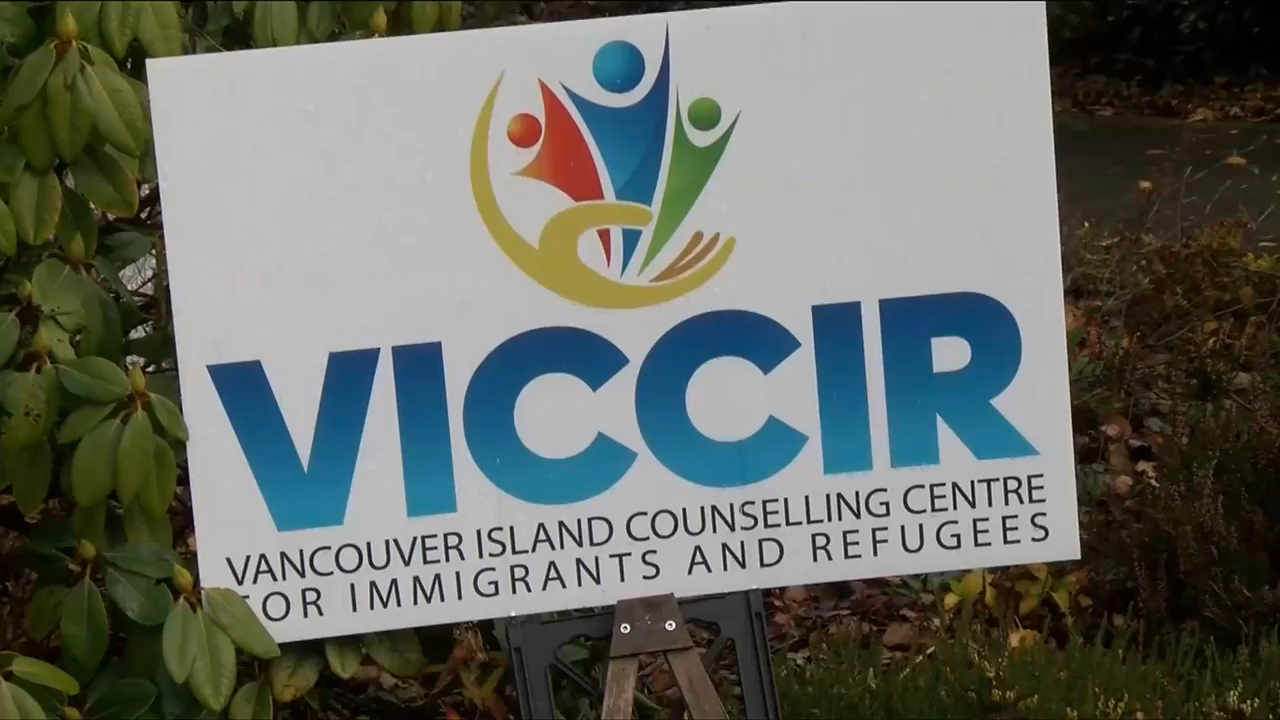 VICCIR
VANCOUVER ISLAND COUNSELLING CENTRE
FOR IMMIGRANTS AND REFUGEES